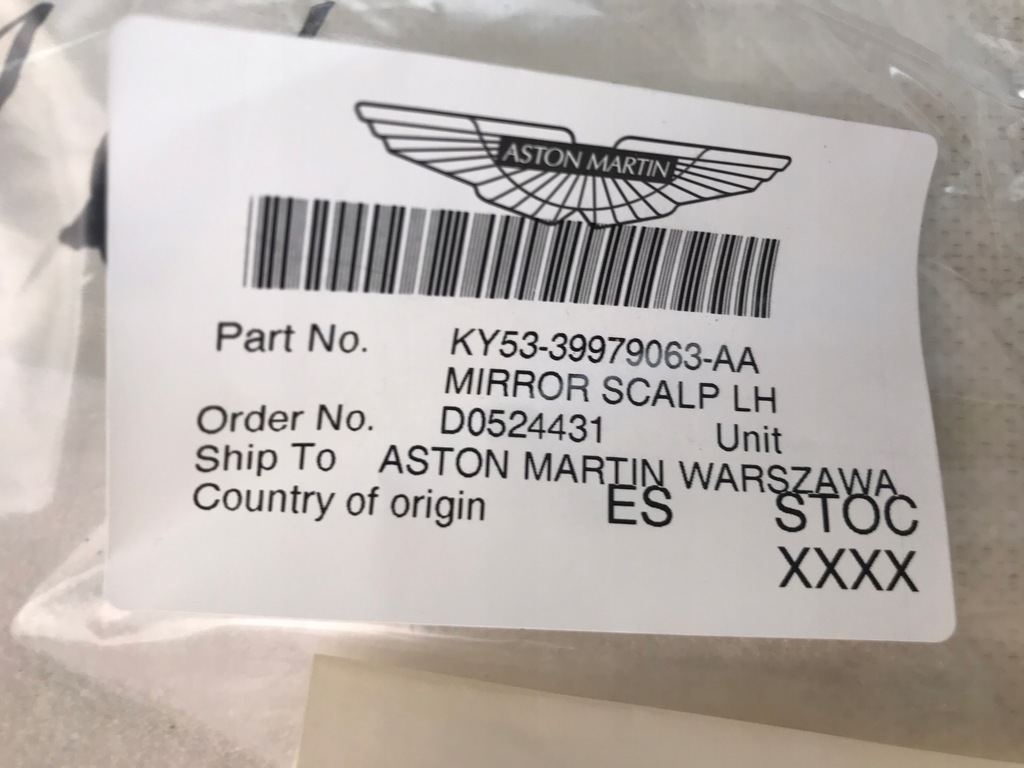 ASTON MARTIN
Part No. KY53-39979063-AA
MIRROR SCALP LH
Order No. D0524431 Unit
Ship To ASTON MARTIN WARSZAWA
Country of origin ES STOC
XXXX